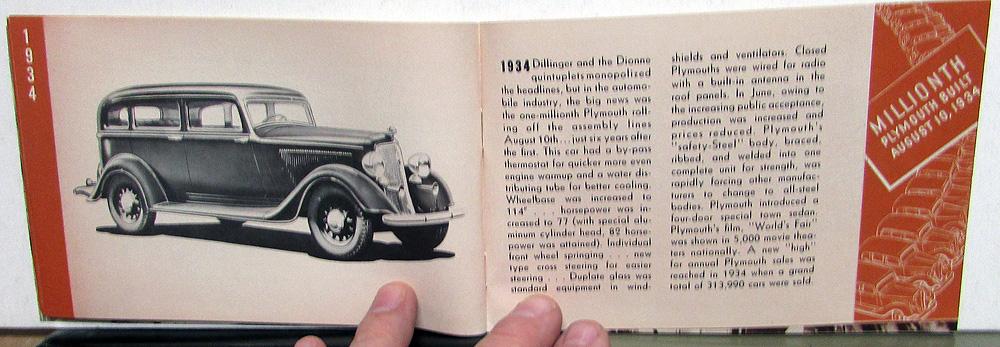 1934
1934 Dillinger and the Dionne
quintuplets monopolized
the headlines, but in the automo-
bile industry, the big news was
the one-millionth Plymouth roll-
ing off the assembly line
August 10th...just six years after
the first. This car had a by-pass
thermostat for quicker more even
engine warmup and a water dis-
tributing tube for better cooling.
Wheelbase was increased to
114" . . . . horsepower was in-
creased to 77 (with special alu-
minum cylinder head, 82 horse-
power was attained). Individual
front wheel springing . . . new
type cross steering for easier
steering . . . Duplate glass was
standard equipment in wind-
shields and ventilators. Closed
Plymouths were wired for radio
with a built-in antenna in the
roof panels. In June, owing to
the increasing public acceptance,
production was increased and
prices reduced. Plymouth's
"safety-Steel" body, braced,
ribbed, and welded into one
complete unit for strength, was
rapidly forcing other manufac-
turers to change to all-steel
bodies. Plymouth introduced a
four-door special town sedan.
Plymouth's film, "World's Fair"
was shown in 5,000 movie thea-
ters nationally. A new "high"
for annual Plymouth sales was
reached in 1934 when a grand
total of 313,990 cars were sold.
MILLIONTH
PLYMOUTH BUILT
AUGUST 10, 1934